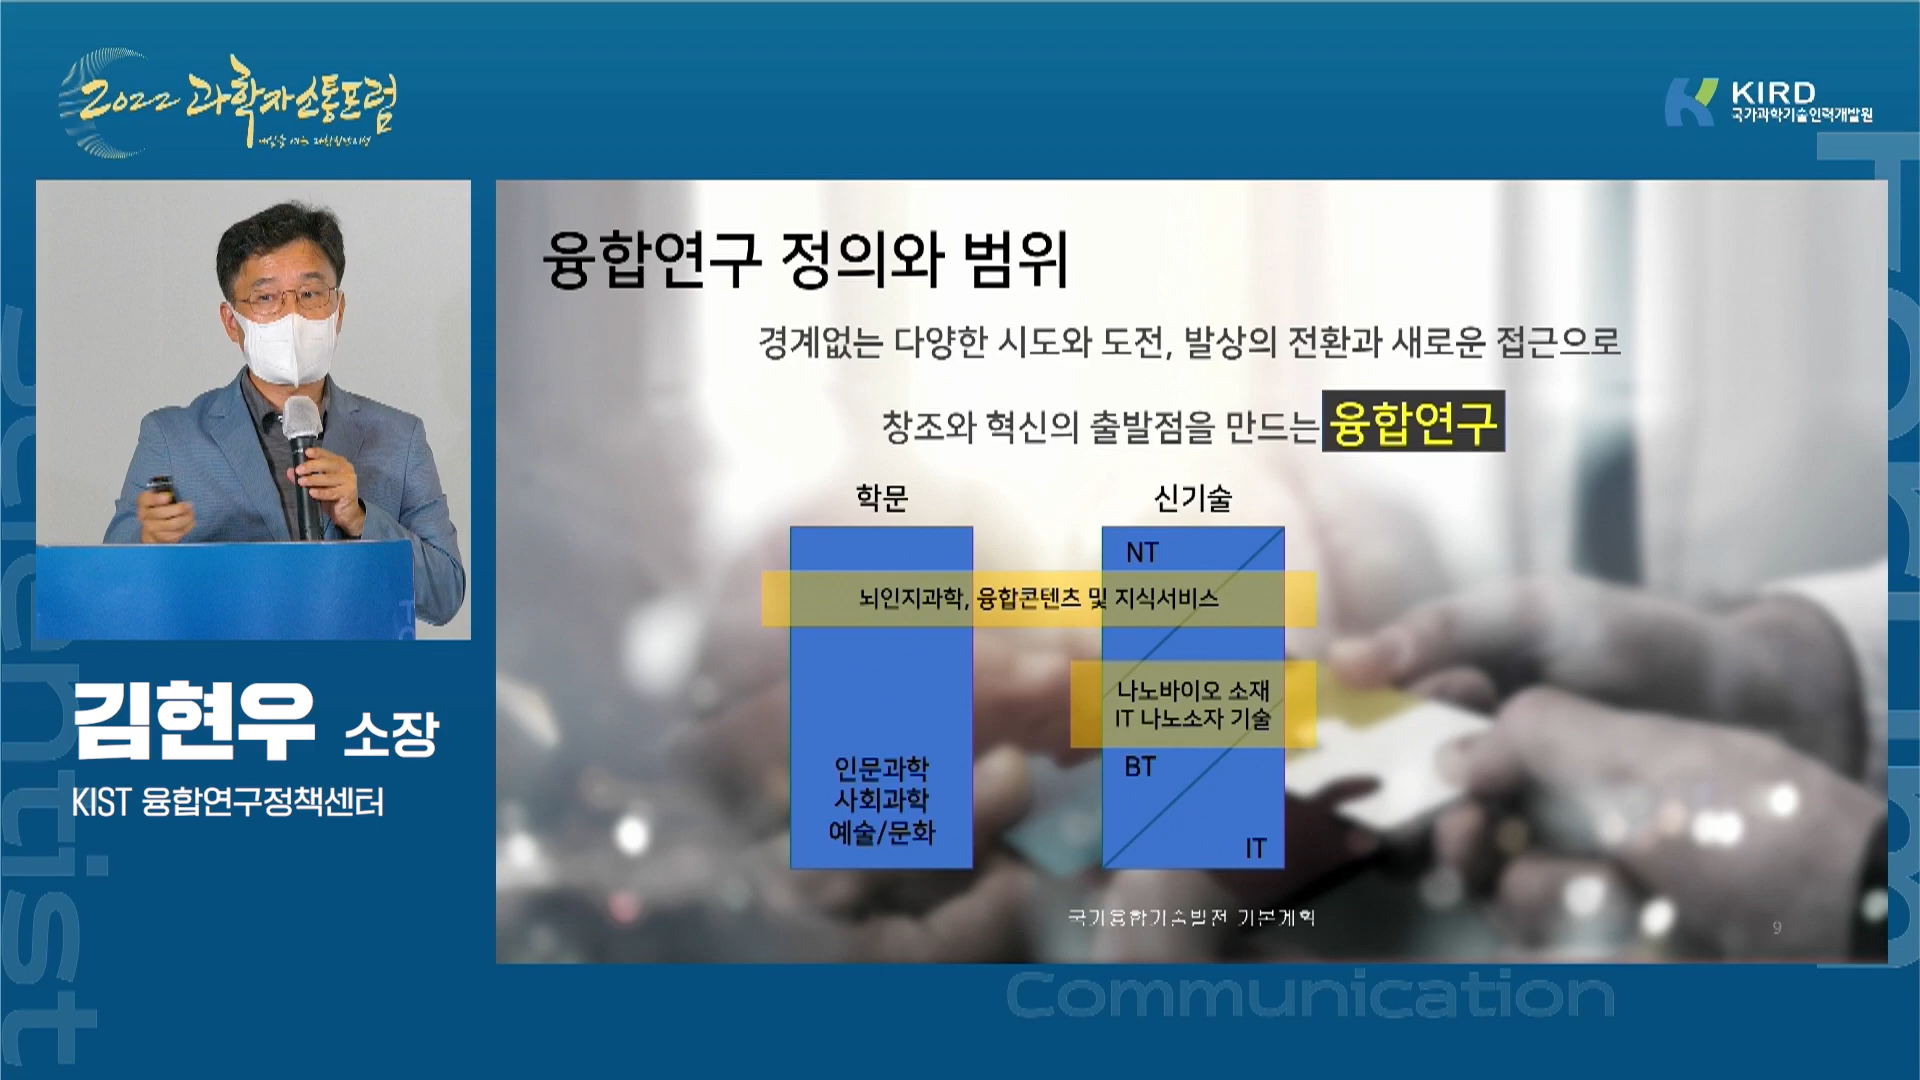 2022 과학자소통포럼
KIRD
국가과학기술인력개발원
융합연구 정의와 범위
경계없는 다양한 시도와 도전, 발상의 전환과 새로운 접근으로
창조와 혁신의 출발점을 만드는 융합연구
학문
신기술
NT
뇌인지과학, 융합콘텐츠 및 지식서비스
나노바이오 소재
IT 나노소자 기술
BT
인문과학
사회과학
예술/문화
IT
국가융합기술발전 기본계획
9
김현우 소장
KIST 융합연구정책센터
Scientist
Forum
Communication